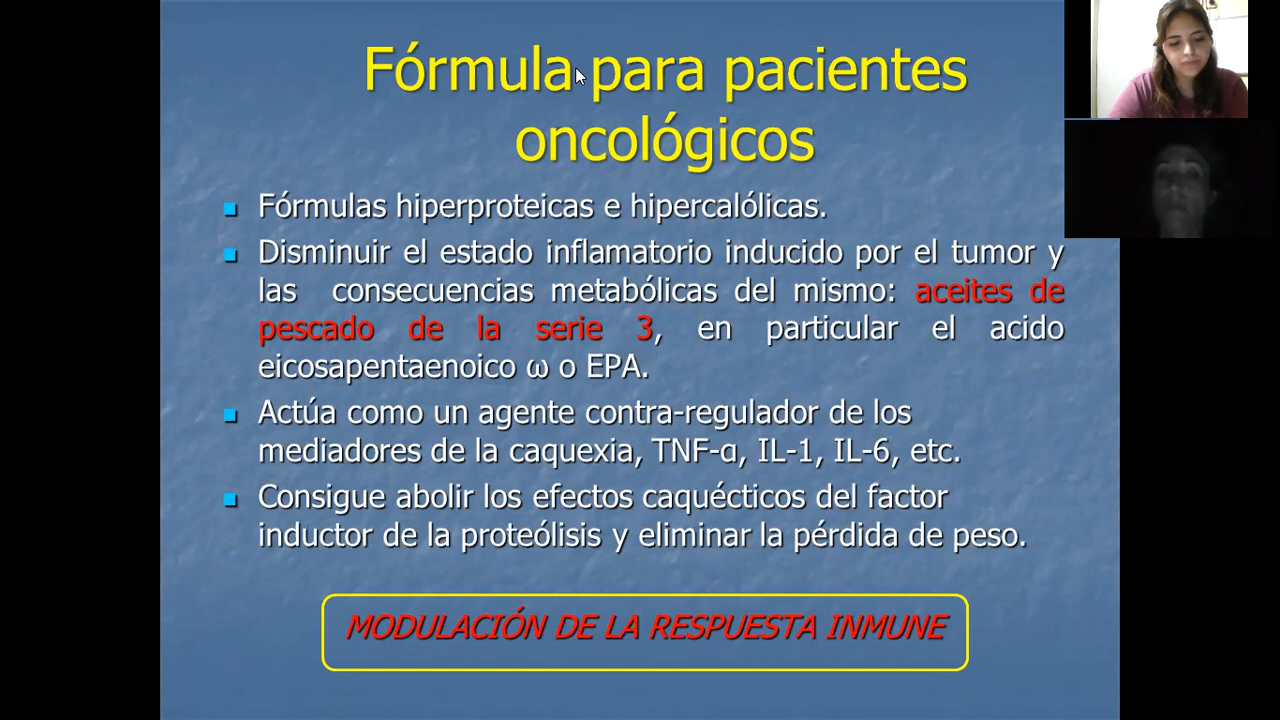 Fórmula para pacientes
oncológicos
Fórmulas hiperproteicas e hipercalólicas.
Disminuir el estado inflamatorio inducido por el tumor y
las consecuencias metabólicas del mismo: aceites de
pescado de la serie 3, en particular el acido
eicosapentaenoico ω o EPA.
Actúa como un agente contra-regulador de los
mediadores de la caquexia, TNF-α, IL-1, IL-6, etc.
Consigue abolir los efectos caquécticos del factor
inductor de la proteólisis y eliminar la pérdida de peso.
MODULACIÓN DE LA RESPUESTA INMUNE